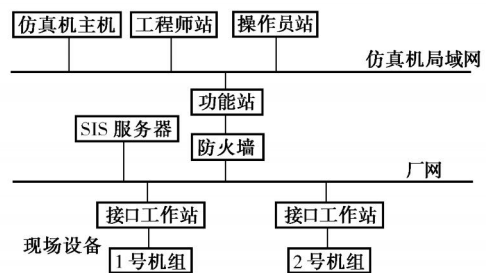 仿真机主机 工程师站 操作员站
仿真机局域网
功能站
SIS 服务器
防火墙
厂网
接口工作站 接口工作站
现场设备
1 号机组 2 号机组